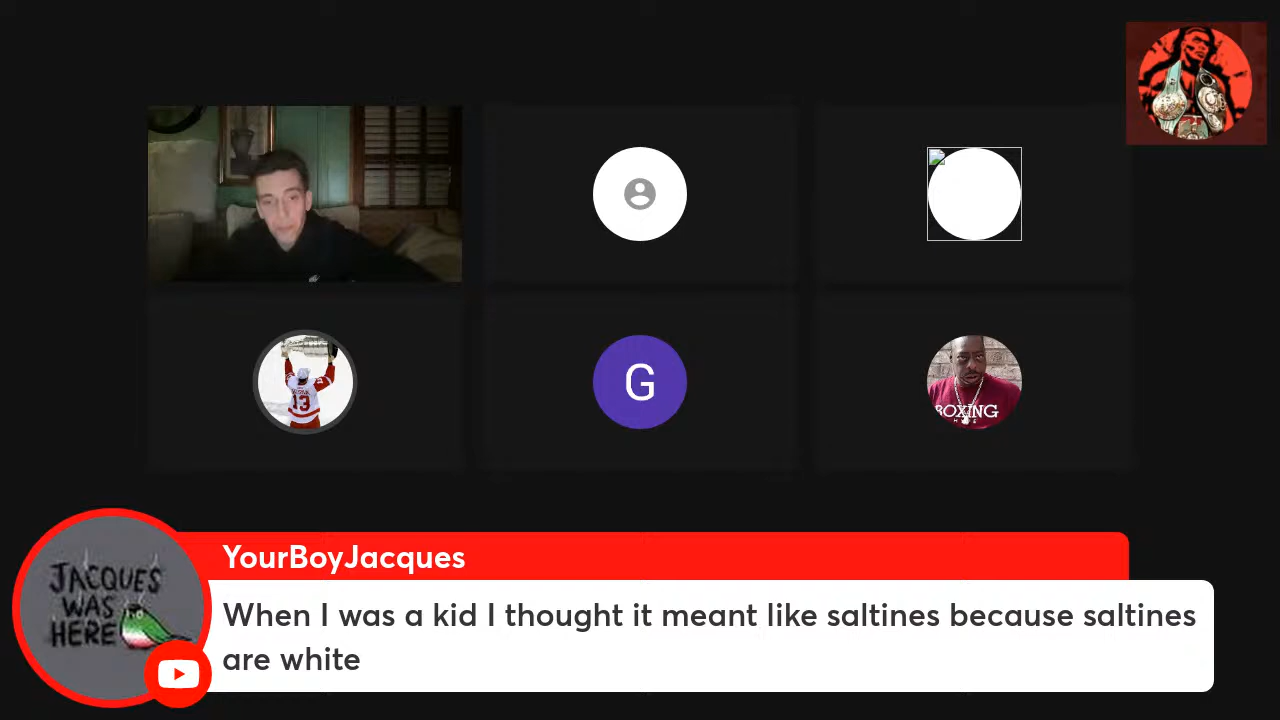 13
G
BOXING
YourBoyJacques
JACQUES
WAS
HERE
When I was a kid I thought it meant like saltines because saltines
are white